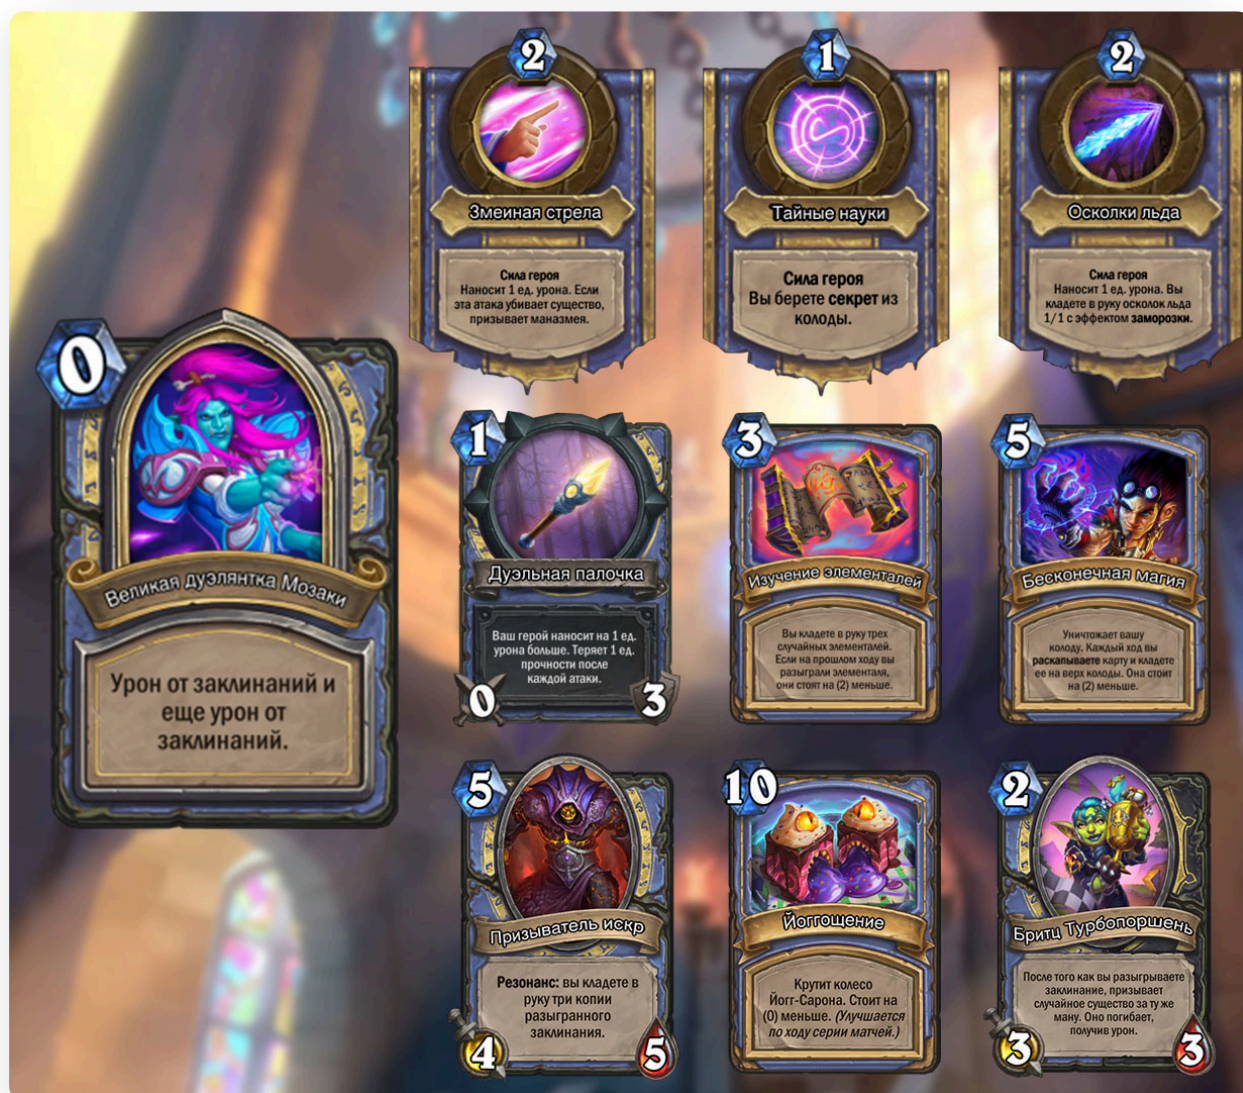 0
Великая дуэлянтка Мозаки
Урон от заклинаний и
еще урон от
заклинаний.
2
Змеиная стрела
Сила героя
Наносит 1 ед. урона. Если
эта атака убивает существо,
призывает маназмея.
1
Тайные науки
Сила героя
Вы берете секрет из
колоды.
2
Осколки льда
Сила героя
Наносит 1 ед. урона. Вы
кладете в руку осколок льда
1/1 с эффектом заморозки.
1
Дуэльная палочка
Ваш герой наносит на 1 ед.
урона больше. Теряет 1 ед.
прочности после
каждой атаки.
0
3
3
Изучение элементалей
Вы кладете в руку трех
случайных элементалей.
Если на прошлом ходу вы
разыграли элементаля,
они стоят на (2) меньше.
5
Бесконечная магия
Уничтожает вашу
колоду. Каждый ход вы
раскапываете карту и кладете
ее на верх колоды. Она стоит
на (2) меньше.
5
Призыватель искр
Резонанс: вы кладете в
руку три копии
разыгранного
заклинания.
4
5
10
Йоггощение
Крутит колесо
Йогг-Сарона. Стоит на
(0) меньше. (Улучшается
по ходу серии матчей.)
2
Бритц Турбопоршень
После того как вы разыгрываете
заклинание, призывает
случайное существо за ту же
ману. Оно погибает,
получив урон.
3
3